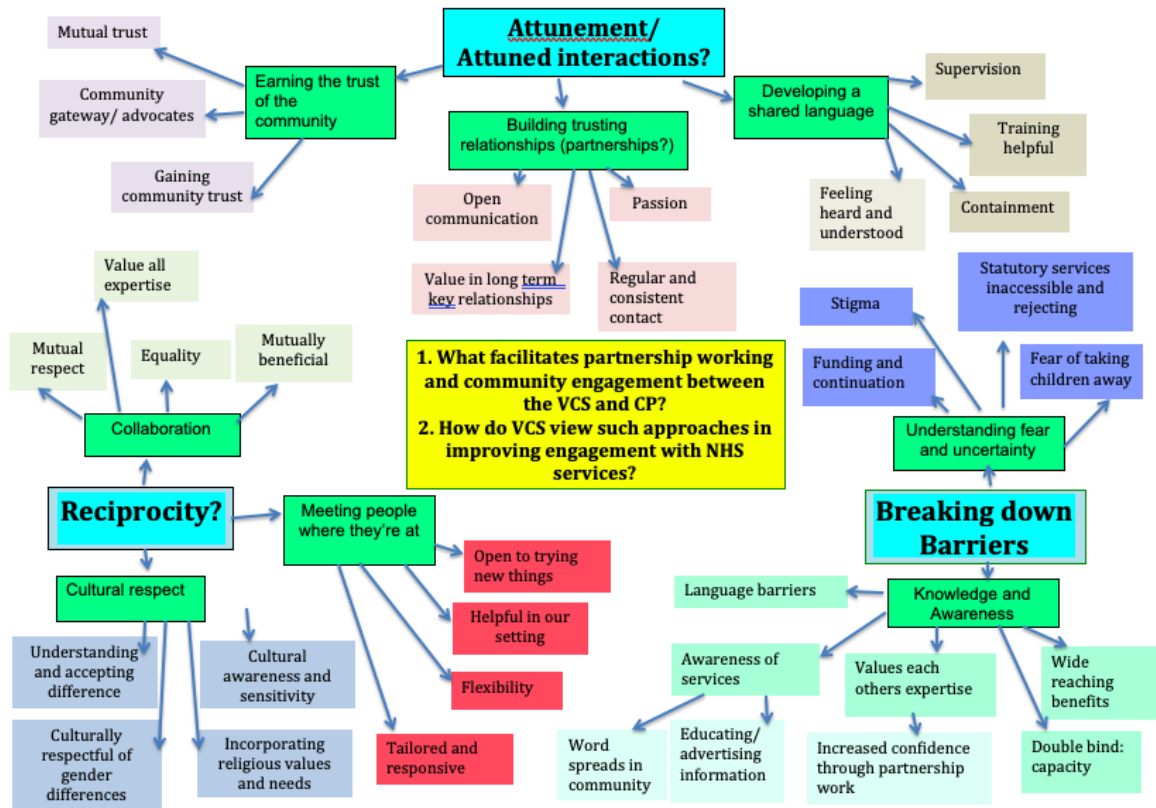 Attunement/
Attuned interactions?
Mutual trust
Community
gateway/ advocates
Gaining
community trust
Earning the trust
of the
community
Building trusting
relationships (partnerships?)
Developing a
shared language
Supervision
Training
helpful
Containment
Feeling
heard and
understood
Open
communication
Passion
Value in long term
key relationships
Regular and
consistent
contact
Value all
expertise
Mutual
respect
Equality
Mutually
beneficial
Collaboration
1. What facilitates partnership working
and community engagement between
the VCS and CP?
2. How do VCS view such approaches in
improving engagement with NHS
services?
Statutory services
inaccessible and
rejecting
Stigma
Funding and
continuation
Fear of taking
children away
Understanding fear
and uncertainty
Reciprocity?
Meeting people
where they're at
Breaking down
Barriers
Cultural respect
Open to trying
new things
Helpful in our
setting
Flexibility
Tailored and
responsive
Understanding
and accepting
difference
Cultural
awareness and
sensitivity
Culturally
respectful of
gender
differences
Incorporating
religious values
and needs
Language barriers
Knowledge and
Awareness
Awareness of
services
Values each
others expertise
Wide
reaching
benefits
Word
spreads in
community
Educating/
advertising
information
Increased confidence
through partnership
work
Double bind:
capacity